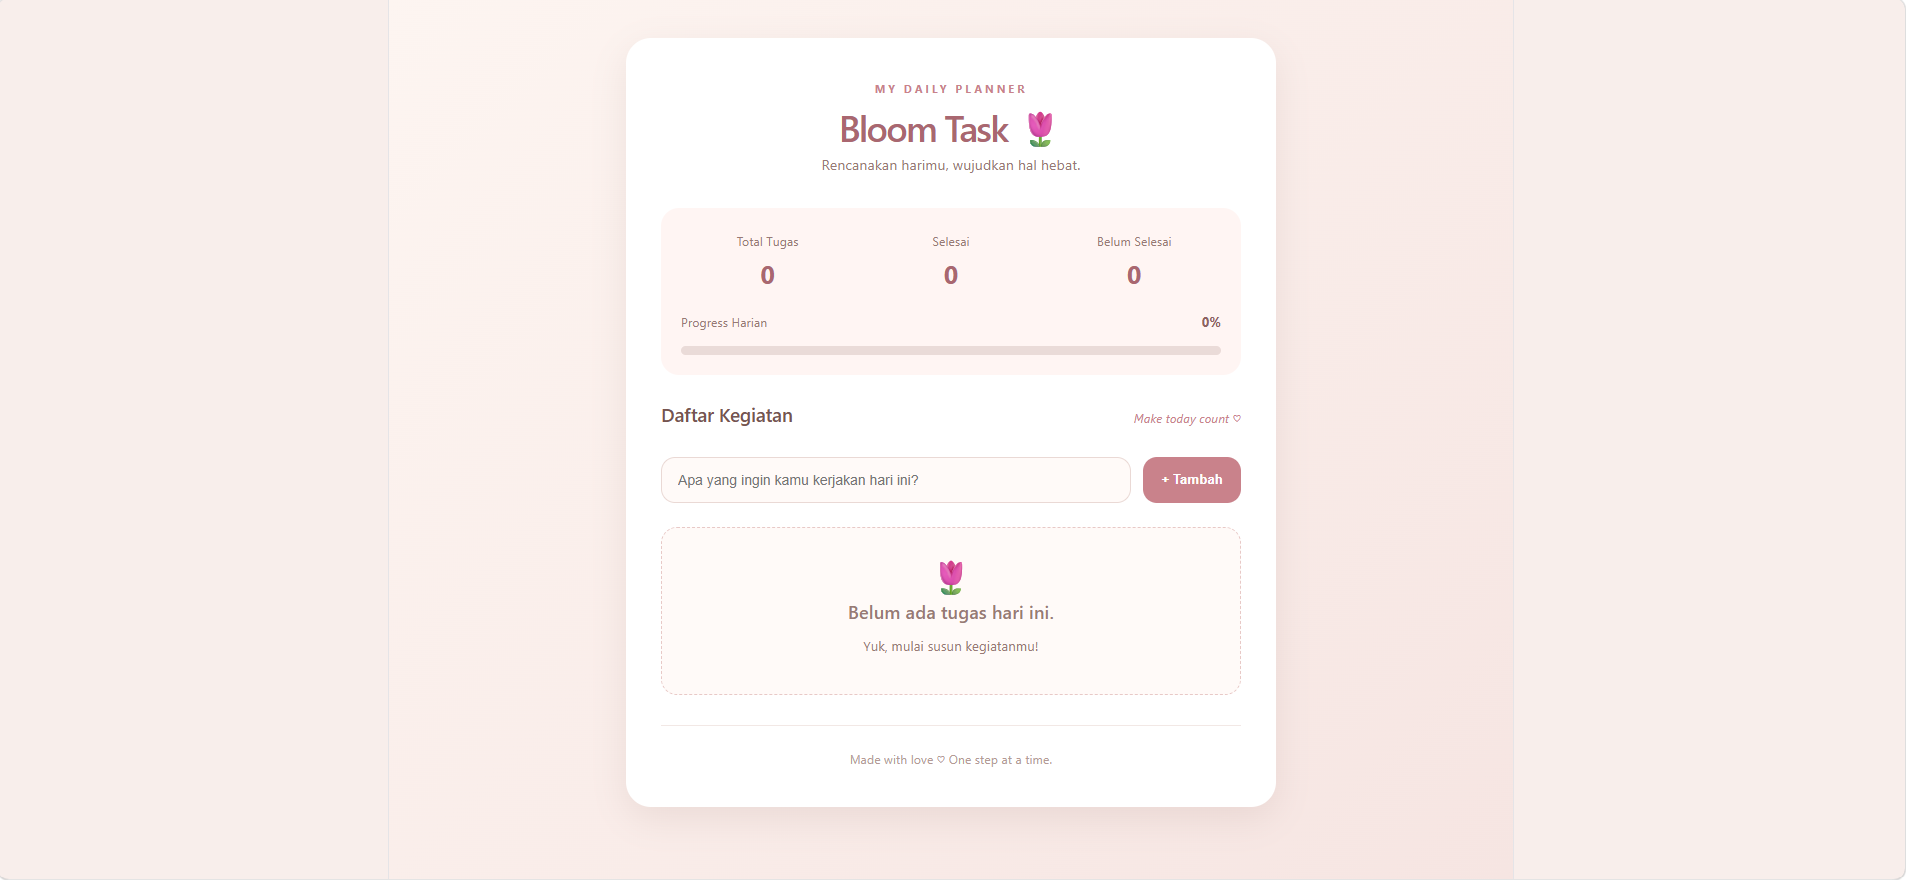 MY DAILY PLANNER
Bloom Task 🌷
Rencanakan harimu, wujudkan hal hebat.
Total Tugas Selesai Belum Selesai
0 0 0
Progress Harian 0%
Daftar Kegiatan Make today count ♡
Apa yang ingin kamu kerjakan hari ini? + Tambah
🌷
Belum ada tugas hari ini.
Yuk, mulai susun kegiatanmu!
Made with love ♡ One step at a time.